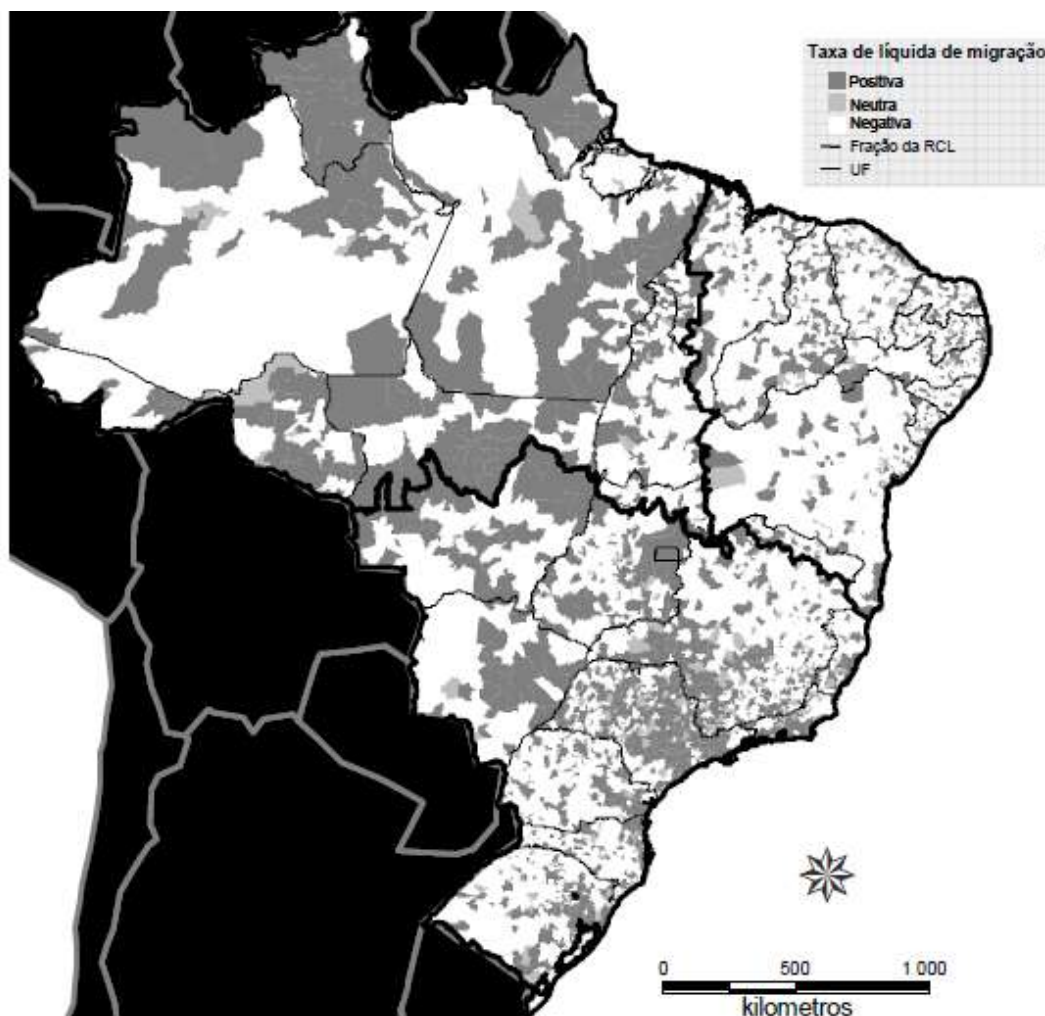 Taxa de líquida de migração
Positiva
Neutra
Negativa
Fração da RCL
UF
0 500 1 000
kilometros